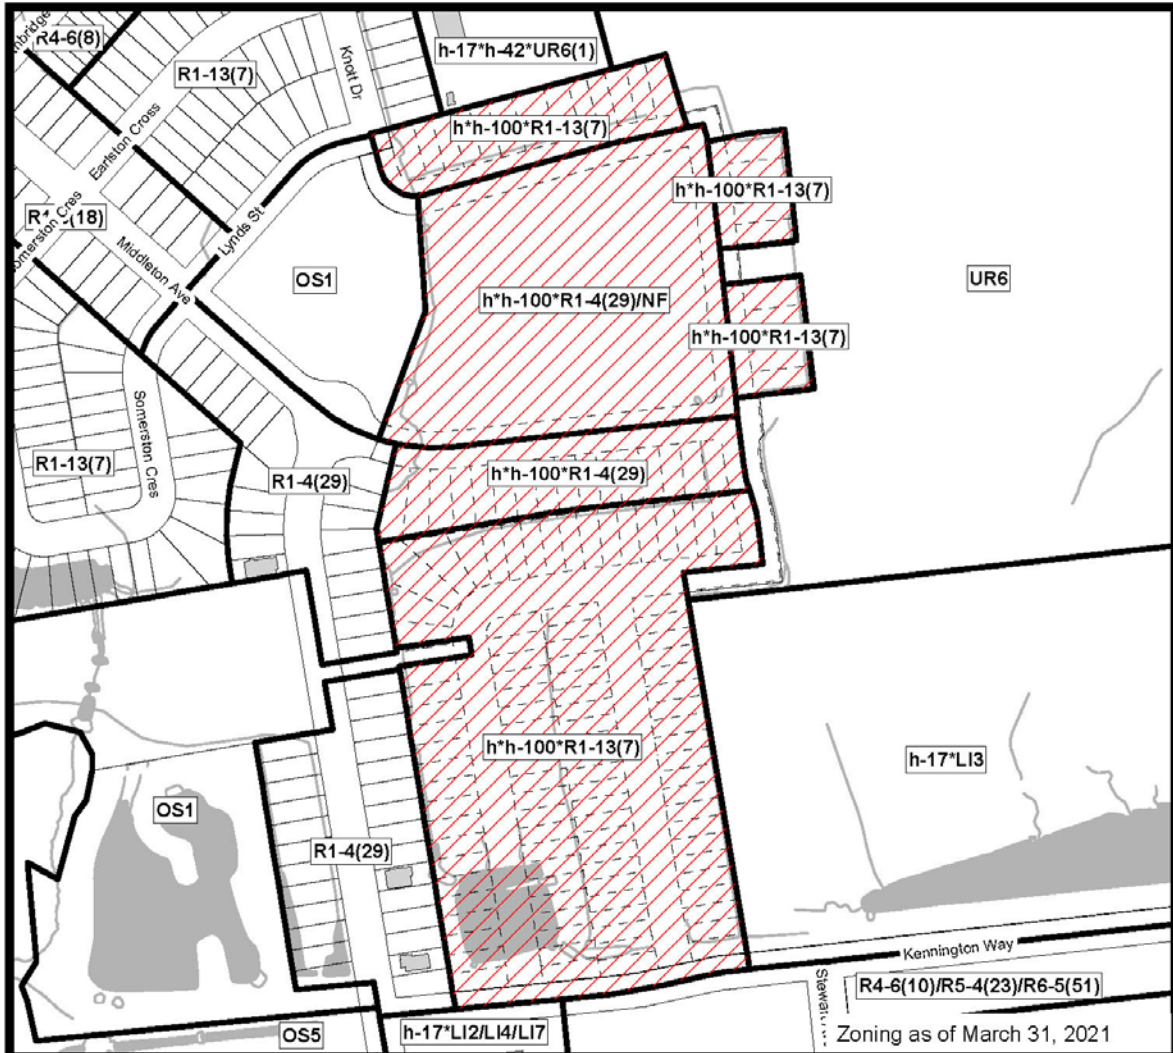 R4-6(8)
R1-13(7)
Knott Dr
h-17*h-42*UR6(1)
Earlston Cross
h*h-100*R1-13(7)
h*h-100*R1-13(7)
Lynds St
Middleton Ave
OS1
UR6
h*h-100*R1-4(29)/NF
h*h-100*R1-13(7)
Somerston Cres
R1-13(7)
R1-4(29)
h*h-100*R1-4(29)
h*h-100*R1-13(7)
h-17*LI3
OS1
R1-4(29)
Kennington Way
R4-6(10)/R5-4(23)/R6-5(51)
OS5
h-17*LI2/LI4/LI7
Zoning as of March 31, 2021